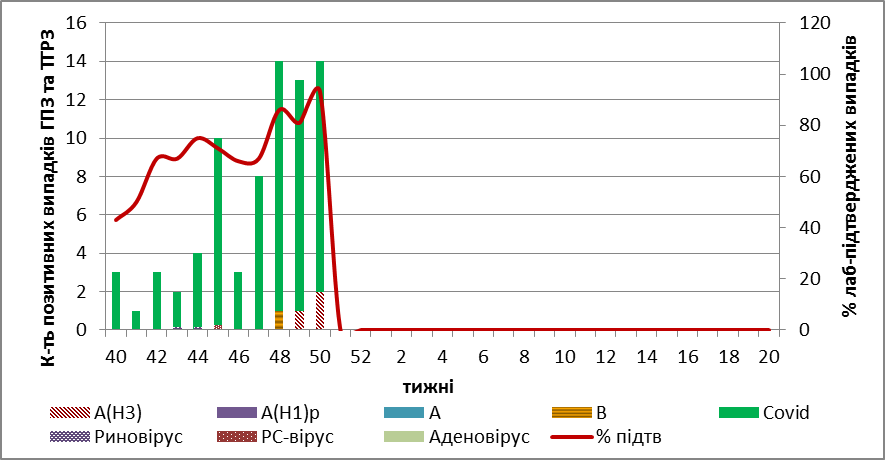 К-ть позитивних випадків ГПЗ та ТГРЗ
16
14
12
10
8
6
4
2
0
120
100
80
60
40
20
0
% лаб-підтверджених випадків
40 42 44 46 48 50 52 2 4 6 8 10 12 14 16 18 20
тижні
А(Н3) А(Н1)р А В Covid
Риновірус РС-вірус Аденовірус % підтв